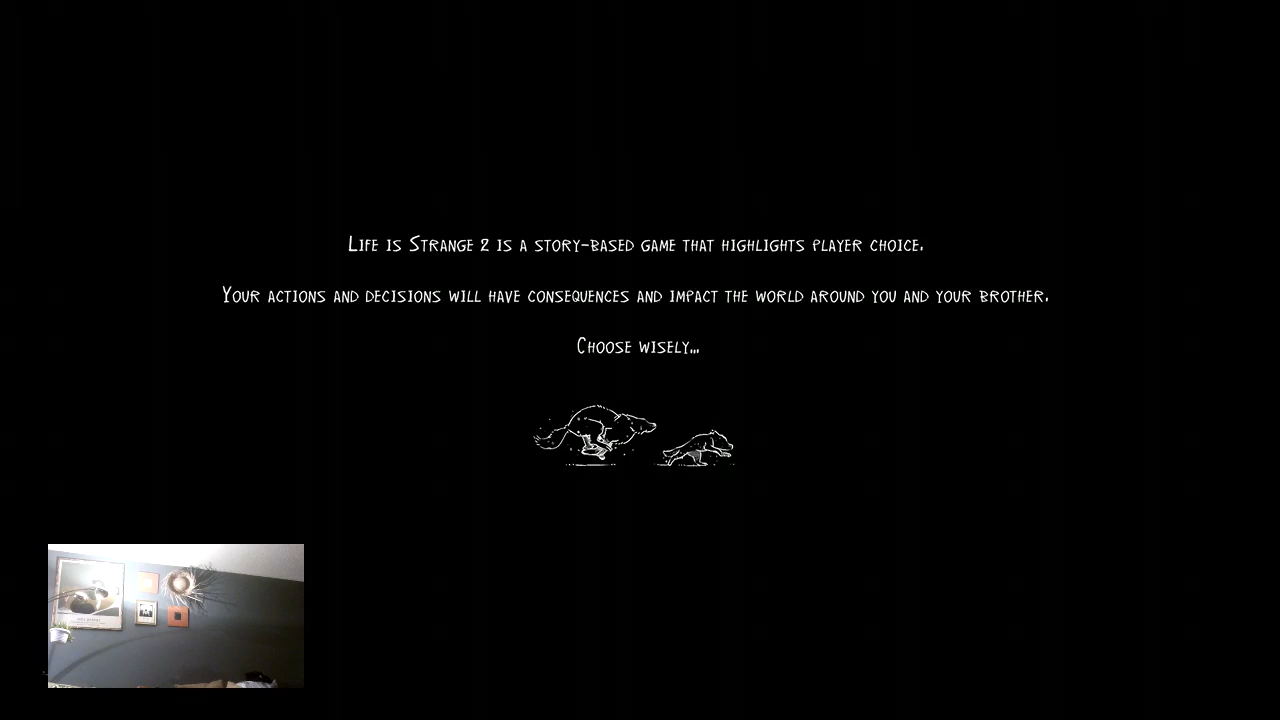 Life is Strange 2 is a story-based game that highlights player choice.
Your actions and decisions will have consequences and impact the world around you and your brother.
Choose wisely...